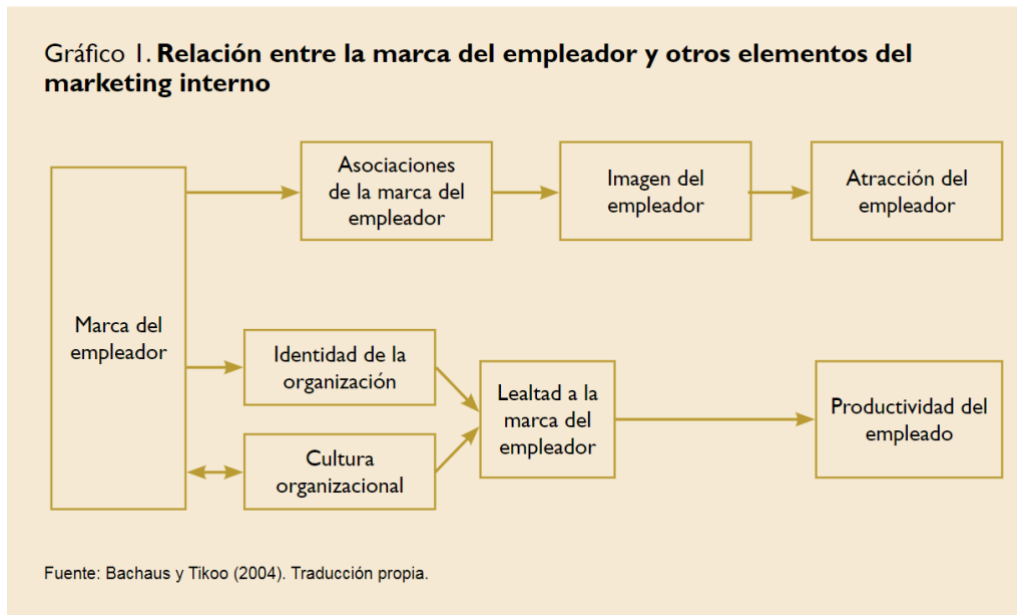 Gráfico 1. Relación entre la marca del empleador y otros elementos del
marketing interno
Asociaciones
de la marca del
empleador
Imagen del
empleador
Atracción del
empleador
Marca del
empleador
Identidad de la
organización
Cultura
organizacional
Lealtad a la
marca del
empleador
Productividad del
empleado
Fuente: Bachaus y Tikoo (2004). Traducción propia.